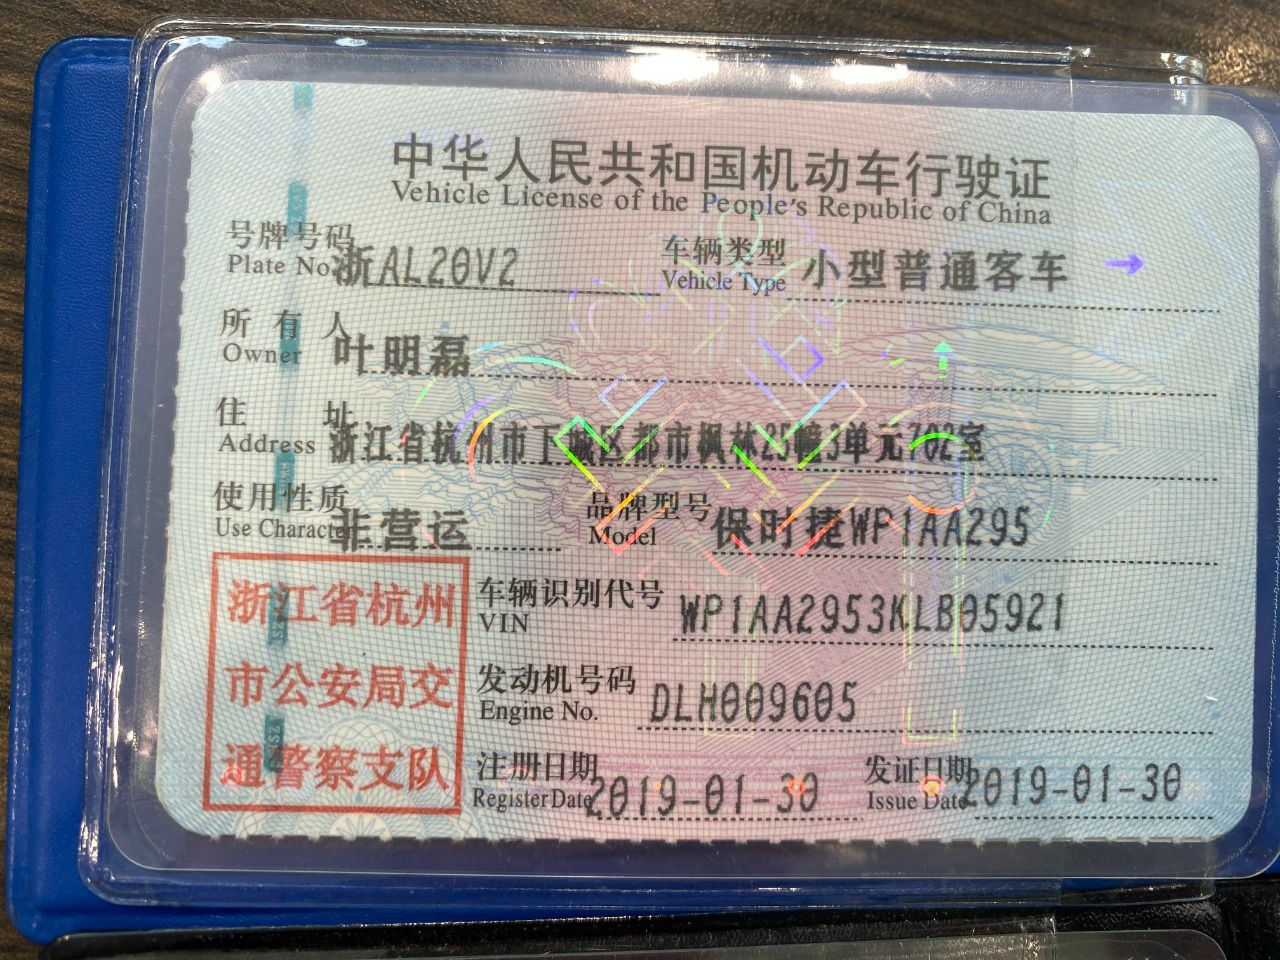 中华人民共和国机动车行驶证
Vehicle License of the People's Republic of China
号牌号码 浙AL20V2 车辆类型 小型普通客车
Plate No. Vehicle Type
所有人 叶明磊
Owner
住址 浙江省杭州市下城区都市枫林25幢3单元702室
Address
使用性质 非营运 品牌型号 保时捷WP1AA295
Use Character Model
浙江省杭州
市公安局交
通警察支队
车辆识别代号 WP1AA2953KLB05921
VIN
发动机号码 DLH009605
Engine No.
注册日期 2019-01-30 发证日期 2019-01-30
Register Date Issue Date